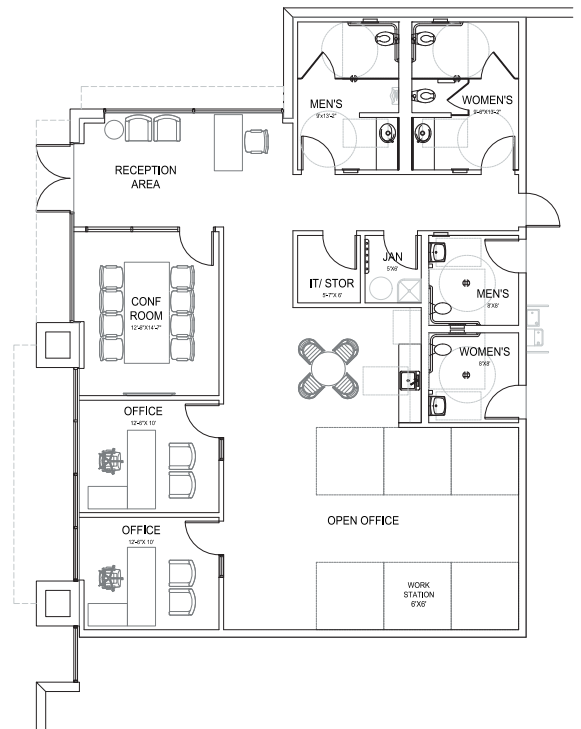 MEN'S
9'x13'-2"
WOMEN'S
9'-6"X13'-2"
RECEPTION
AREA
JAN
5'X6'
IT/ STOR
5'-7"X 6'
CONF
ROOM
12'-6"X14'-7"
MEN'S
8'X8'
WOMEN'S
8'X8'
OFFICE
12'-6"X 10'
OPEN OFFICE
OFFICE
12'-6"X 10'
WORK
STATION
6'X6'